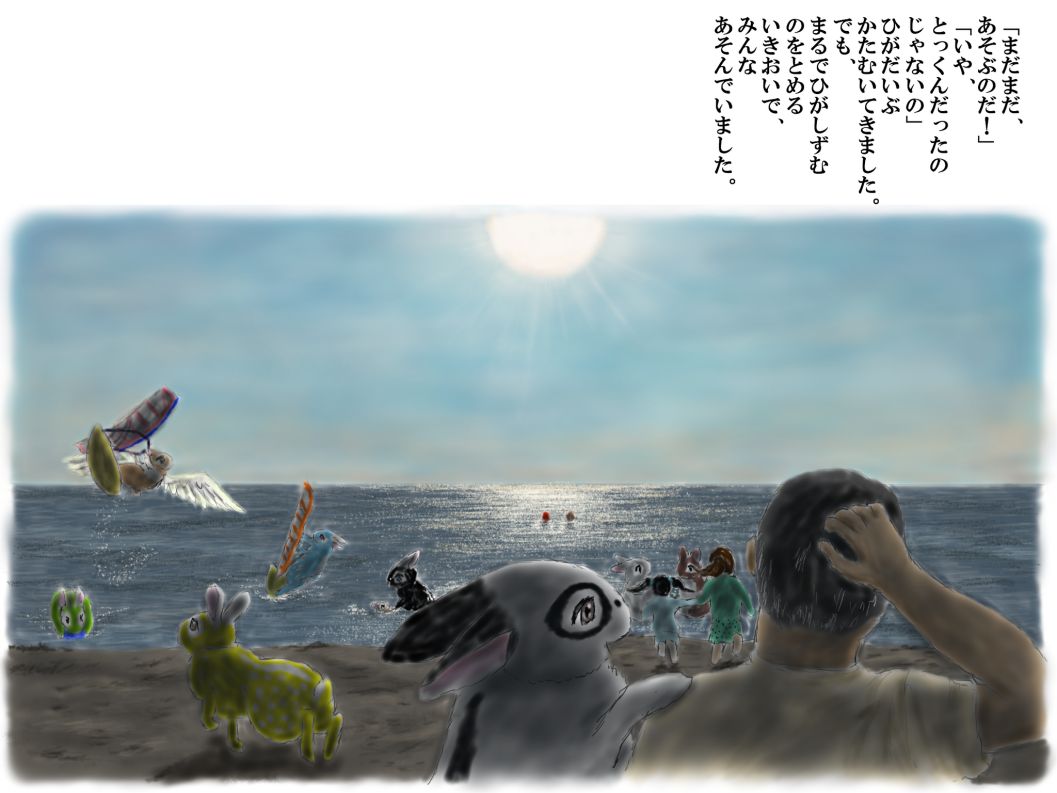 「まだまだ、
あそぶのだ！」
「いや、
とっくんだったの
じゃないの」
ひがだいぶ
かたむいてきました。
でも、
まるでひがしずむ
のをとめる
いきおいで、
みんな
あそんでいました。